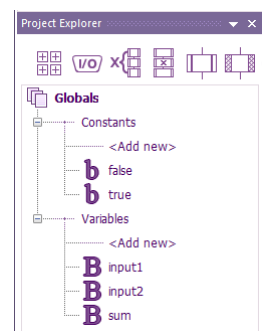 Project Explorer
I/O X
Globals
Constants
<Add new>
b false
b true
Variables
<Add new>
B input1
B input2
B sum